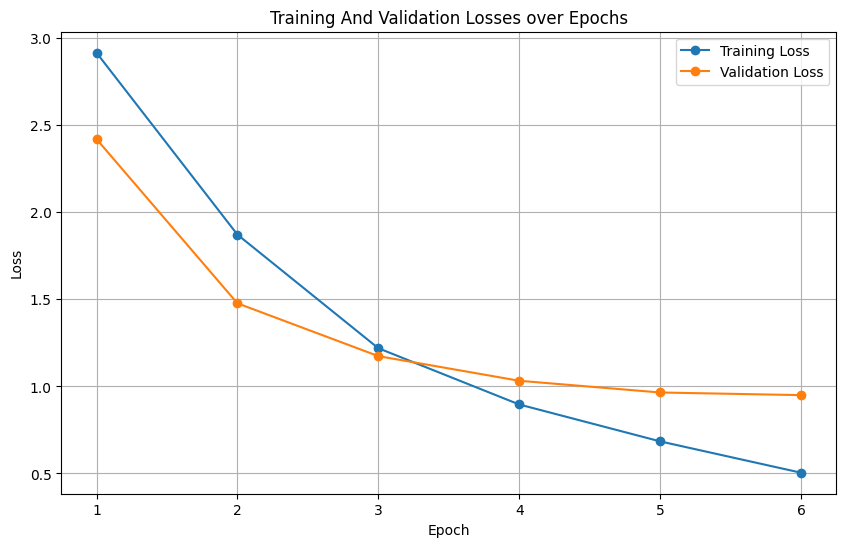 Training And Validation Losses over Epochs
Training Loss
Validation Loss
3.0
2.5
2.0
1.5
1.0
0.5
Loss
1 2 3 4 5 6
Epoch